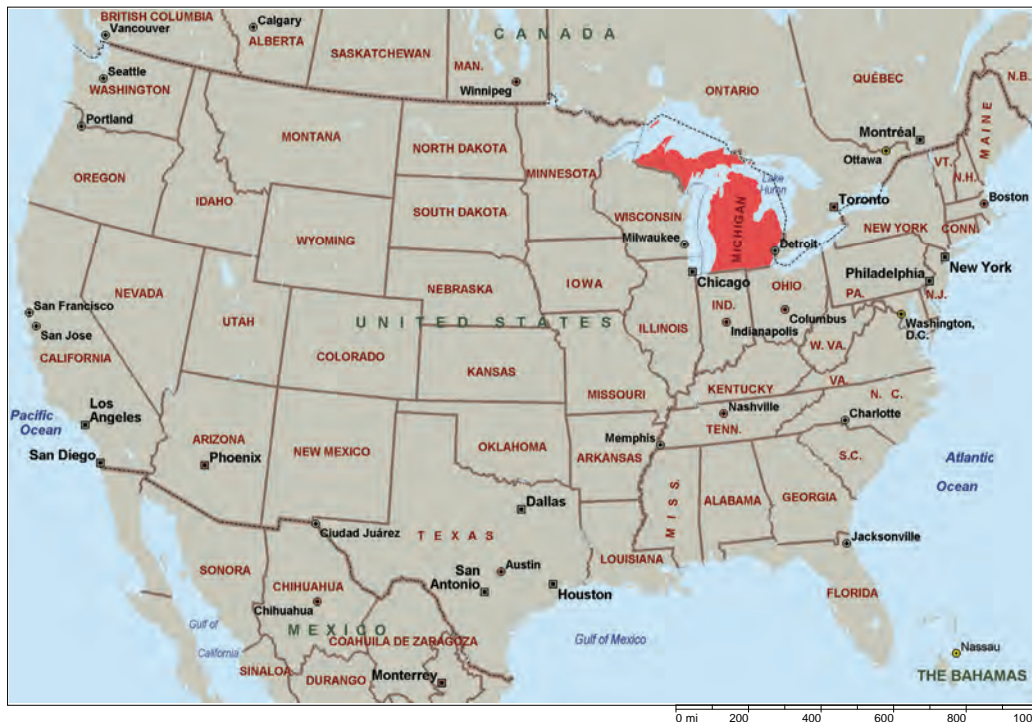 BRITISH COLUMBIA
Calgary
CANADA
Vancouver
ALBERTA
SASKATCHEWAN
MAN.
Seattle
WASHINGTON
Winnipeg
ONTARIO
QUÉBEC
N.B.
Portland
MONTANA
NORTH DAKOTA
Montréal
MAINE
Ottawa
VT.
N.H.
OREGON
IDAHO
MINNESOTA
Lake
Huron
SOUTH DAKOTA
WISCONSIN
MICHIGAN
Toronto
Boston
WYOMING
Milwaukee
Detroit
NEW YORK
CONN.
New York
NEVADA
NEBRASKA
IOWA
Chicago
OHIO
Philadelphia
PA.
N.J.
San Francisco
IND.
San Jose
UTAH
UNITED STATES
ILLINOIS
Indianapolis
Columbus
Washington,
D.C.
CALIFORNIA
COLORADO
KANSAS
W. VA.
VA.
MISSOURI
KENTUCKY
N. C.
Pacific
Ocean
Los
Angeles
Nashville
Charlotte
ARIZONA
NEW MEXICO
OKLAHOMA
Memphis
TENN.
San Diego
Phoenix
ARKANSAS
S.C.
Atlantic
Ocean
Dallas
MISS.
ALABAMA
GEORGIA
Ciudad Juárez
TEXAS
Jacksonville
SONORA
CHIHUAHUA
San
Antonio
Austin
LOUISIANA
Houston
FLORIDA
Chihuahua
Gulf of
California
MEXICO
COAHUILA DE ZARAGOZA
Gulf of Mexico
Nassau
SINALOA
DURANGO
Monterrey
THE BAHAMAS
0 mi 200 400 600 800